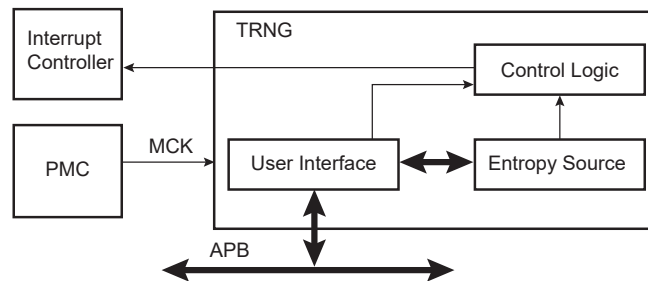 TRNG
Interrupt
Controller
Control Logic
MCK
PMC
User Interface
Entropy Source
APB